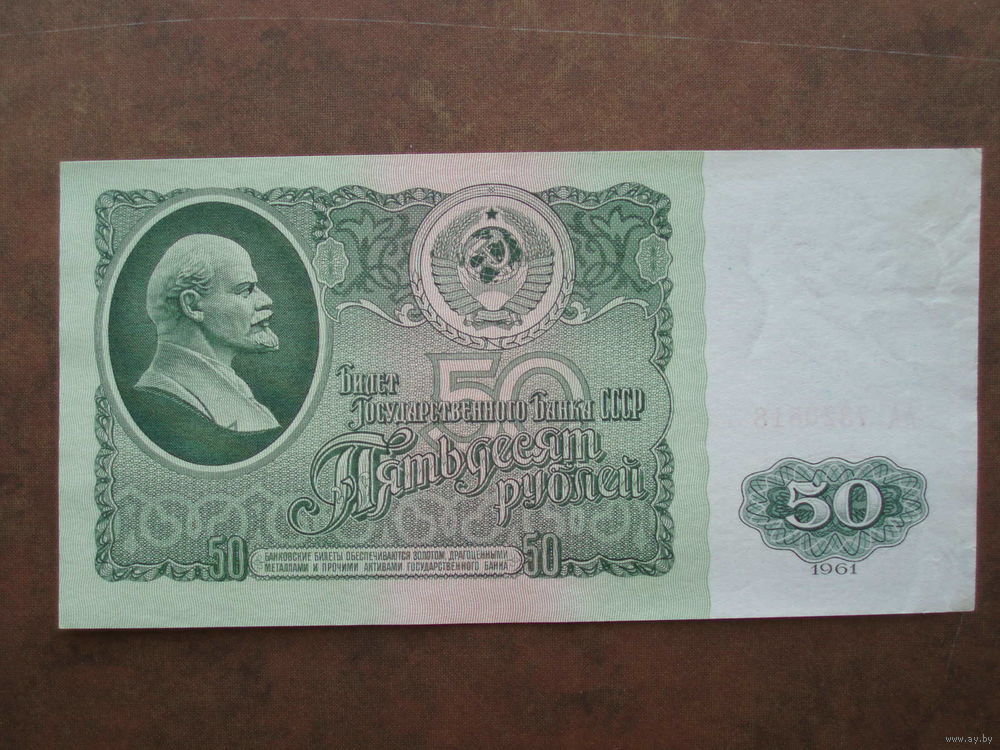 Билет
Государственного Банка СССР
50
Пятьдесят
рублей
50
БАНКОВСКИЕ БИЛЕТЫ ОБЕСПЕЧИВАЮТСЯ ЗОЛОТОМ, ДРАГОЦЕННЫМИ
МЕТАЛЛАМИ И ПРОЧИМИ АКТИВАМИ ГОСУДАРСТВЕННОГО БАНКА
50
50
1961
www.ay.by